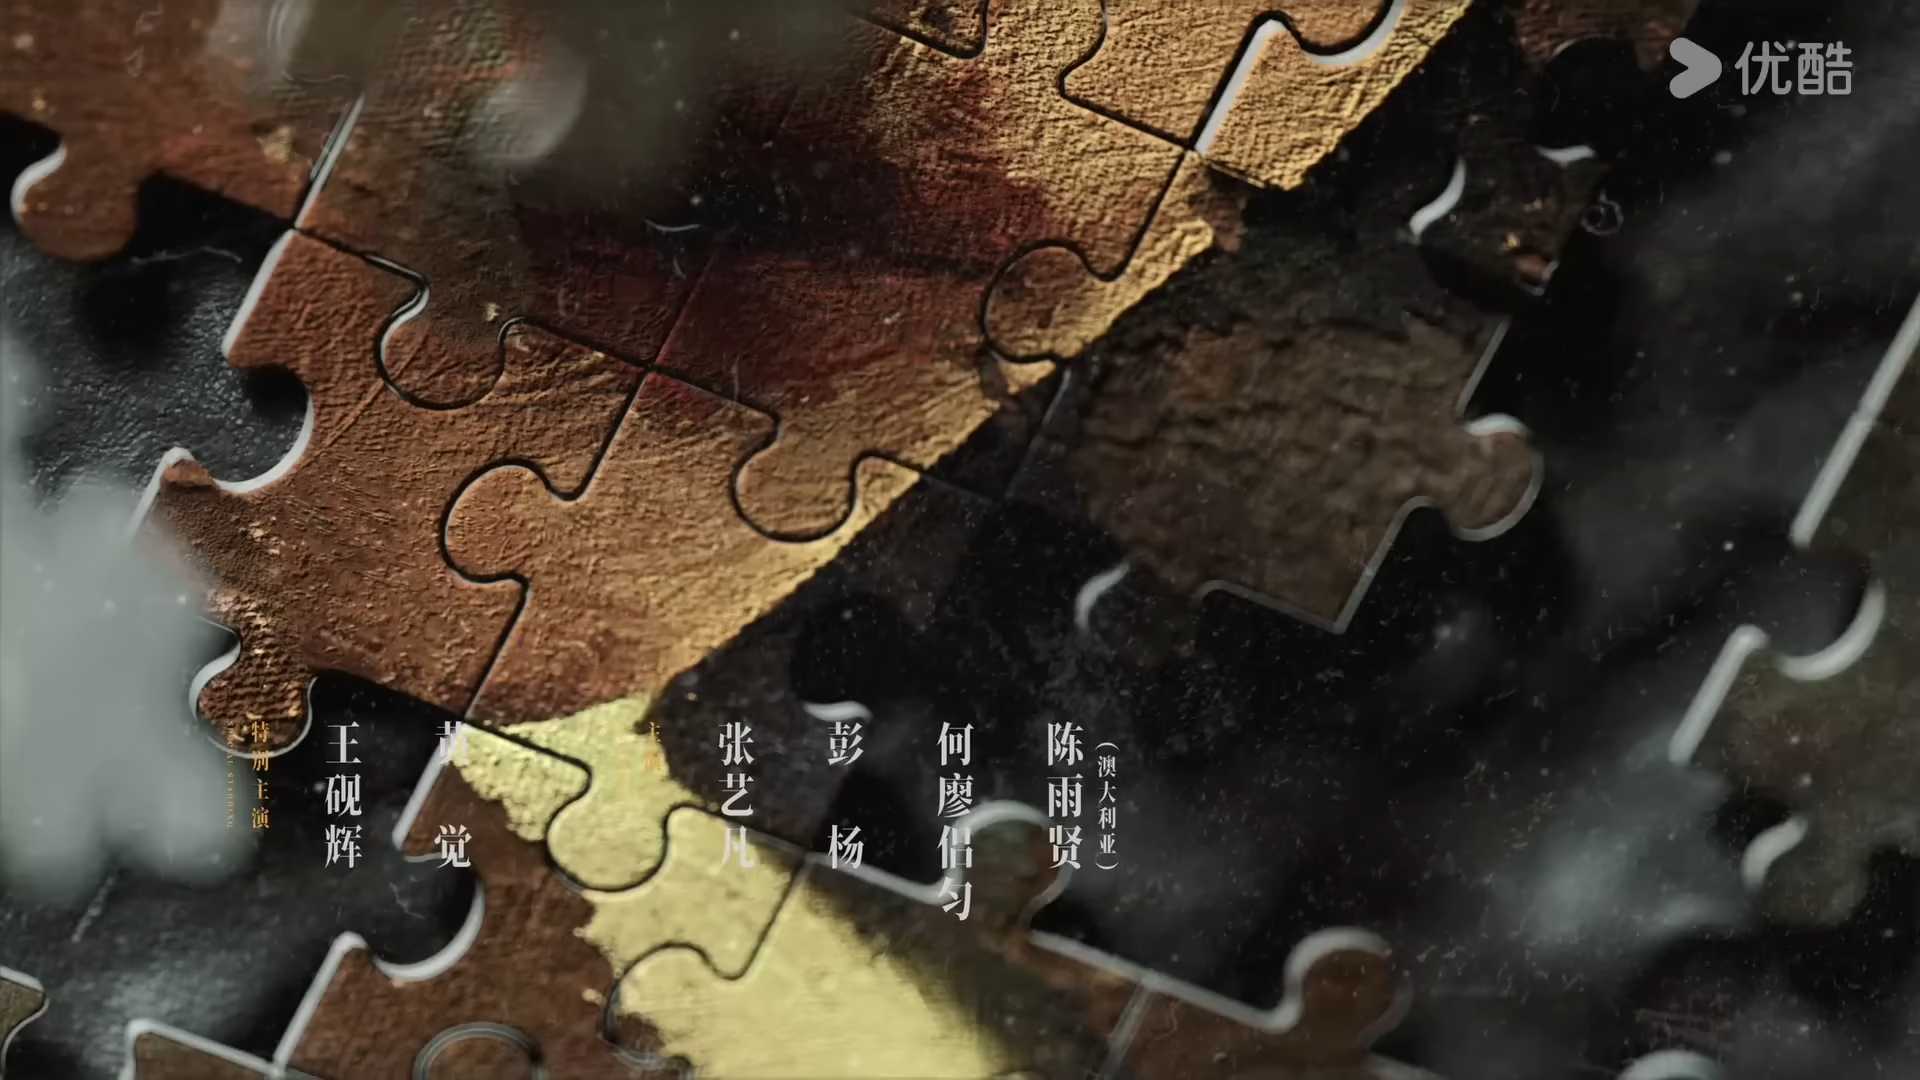 优酷
特别主演
王砚辉
黄觉
主演
张艺凡
彭杨
何廖侣匀
陈雨贤
（澳大利亚）